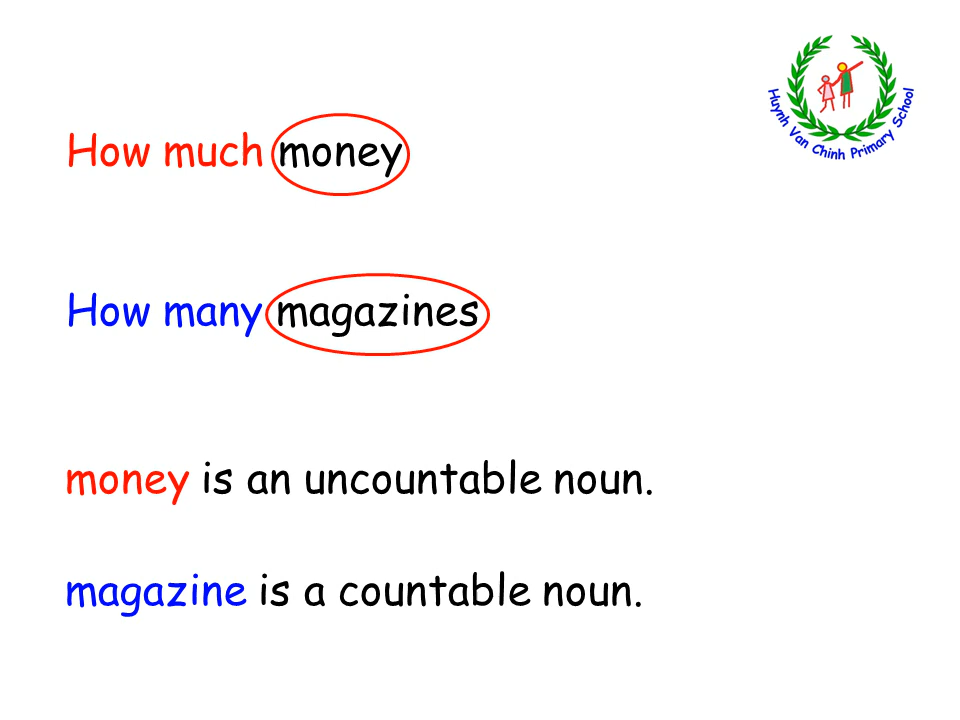 Huynh Van Chinh Primary School
How much money
How many magazines
money is an uncountable noun.
magazine is a countable noun.